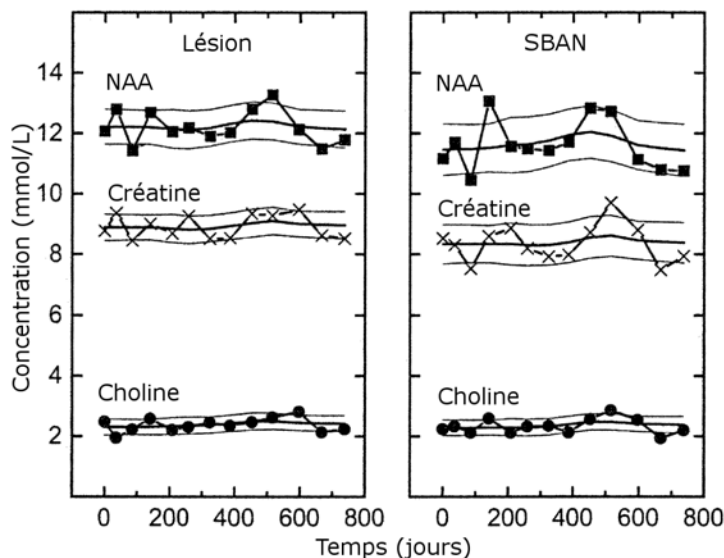 Lésion
SBAN
NAA
NAA
Créatine
Créatine
Choline
Choline
Concentration (mmol/L)
14
12
10
8
6
4
2
0 200 400 600 800
0 200 400 600 800
Temps (jours)